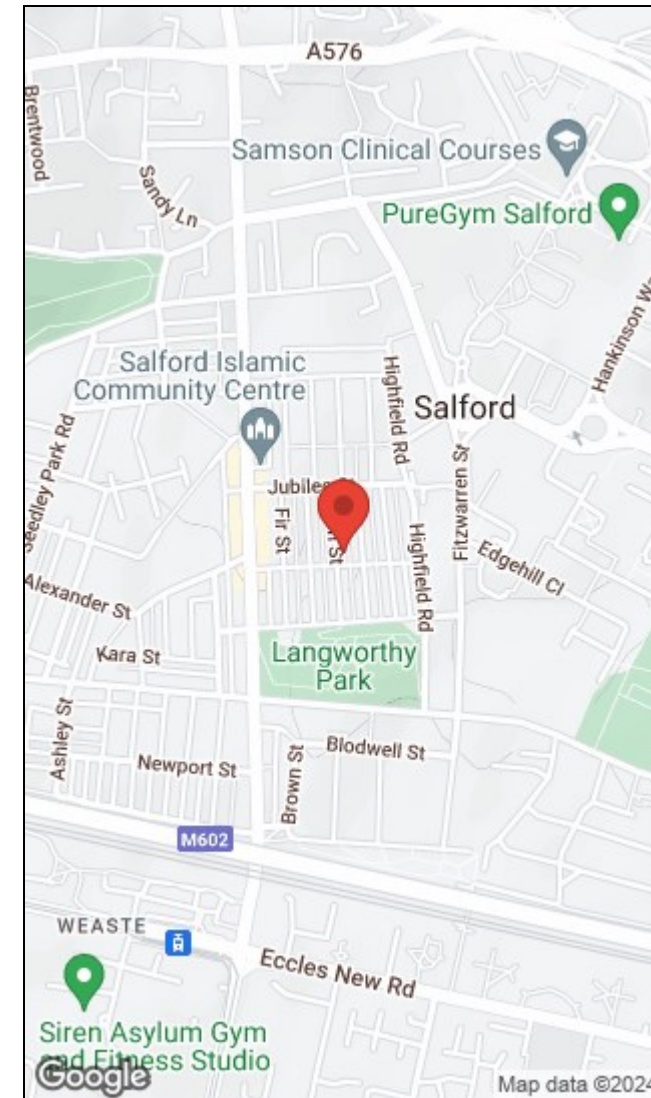 A576
Brentwood
Samson Clinical Courses
Sandy Ln
PureGym Salford
Hankinson
Salford Islamic
Community Centre
Highfield Rd
Salford
Seedley Park Rd
Jubilee
Fir St
St
Fitzwarren St
Highfield Rd
Edgehill Cl
Alexander St
Kara St
Langworthy
Park
Ashley St
Newport St
Brown St
Blodwell St
M602
WEASTE
Eccles New Rd
Siren Asylum Gym
and Fitness Studio
Google
Map data ©2024